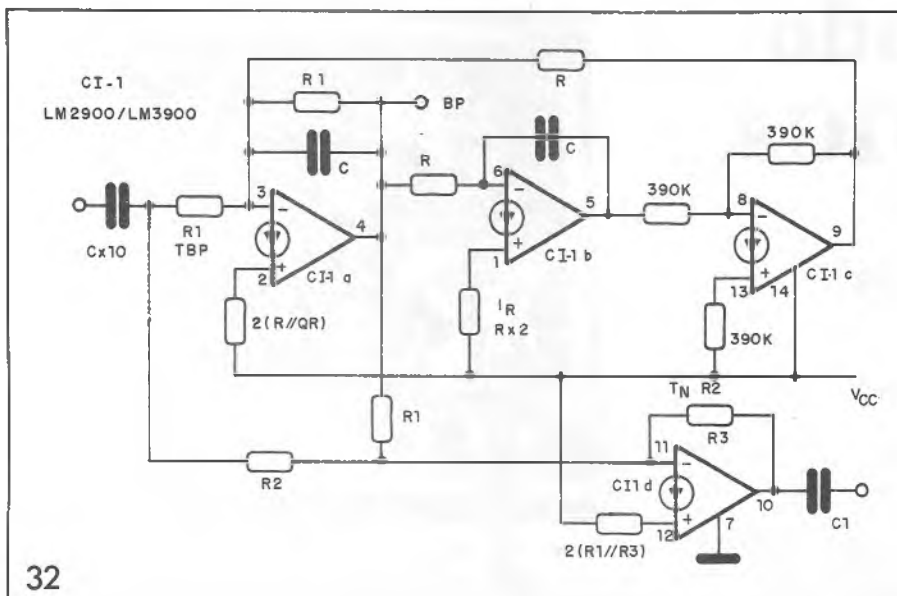 R
R1
BP
CI-1
LM2900/LM3900
390K
C
C
R
3
-
6
-
5
390K
8
-
9
R1
TBP
4
Cx10
2
+
CI-1 a
1
+
CI-1 b
13
+
14
CI-1 c
2(R//QR)
IR
Rx2
390K
TN R2
VCC
R1
R3
R2
11
-
CI1 d
10
12
+
7
C1
2(R1//R3)
32